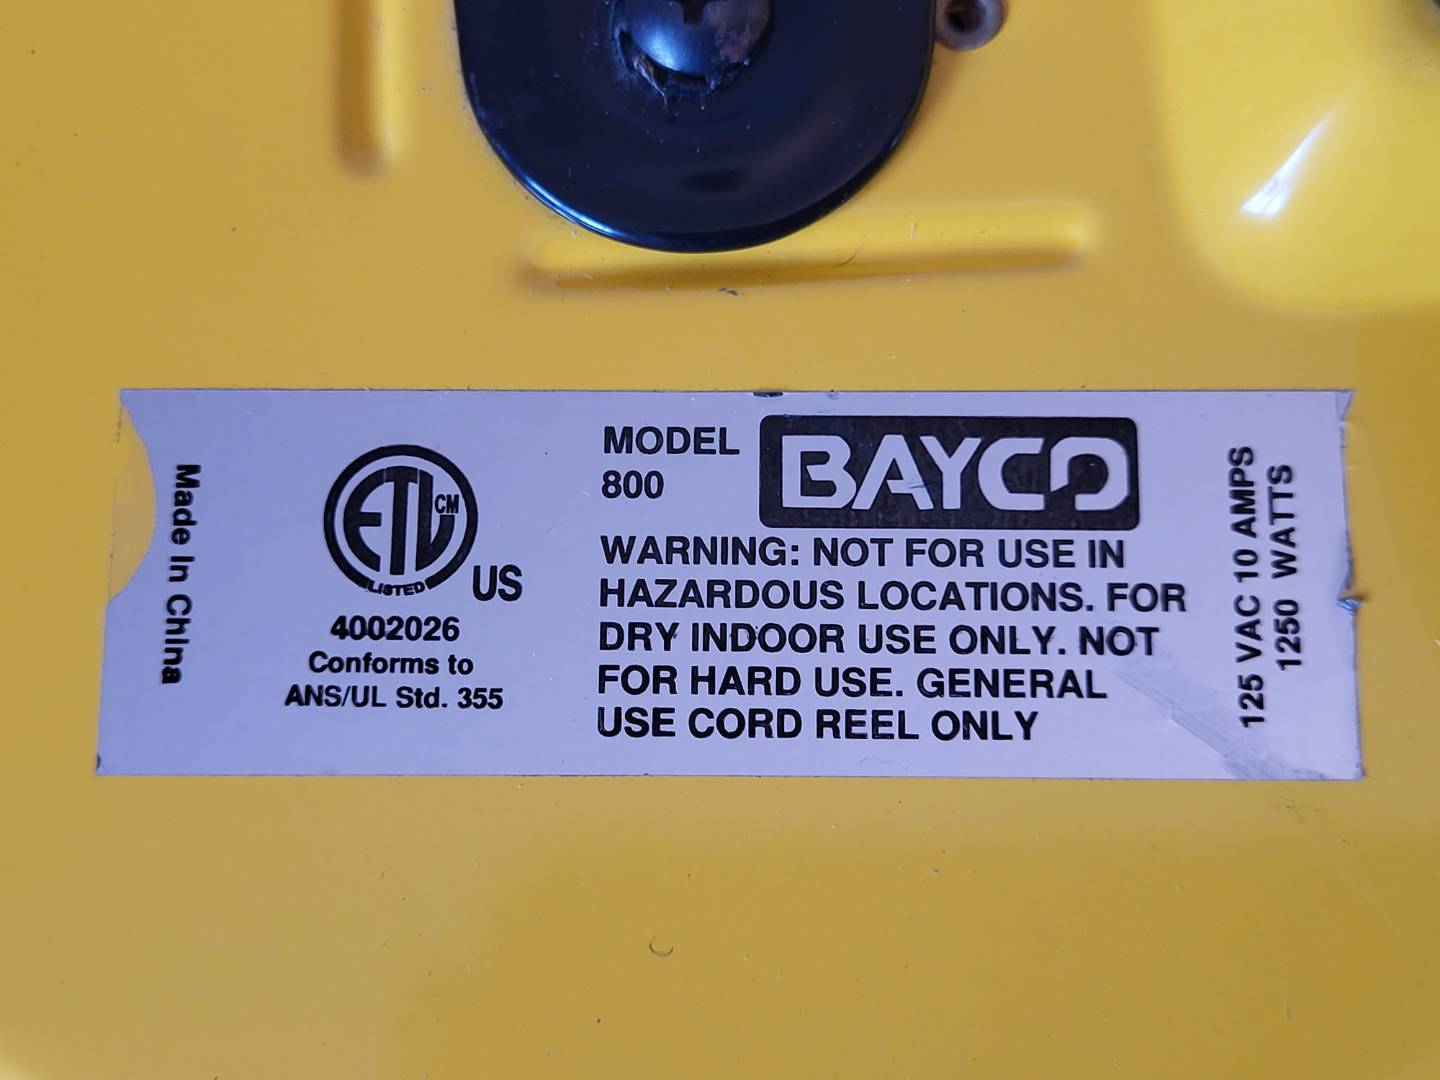 Made In China
ETL CM
LISTED
US
4002026
Conforms to
ANS/UL Std. 355
MODEL
800
BAYCO
WARNING: NOT FOR USE IN
HAZARDOUS LOCATIONS. FOR
DRY INDOOR USE ONLY. NOT
FOR HARD USE. GENERAL
USE CORD REEL ONLY
125 VAC 10 AMPS
1250 WATTS